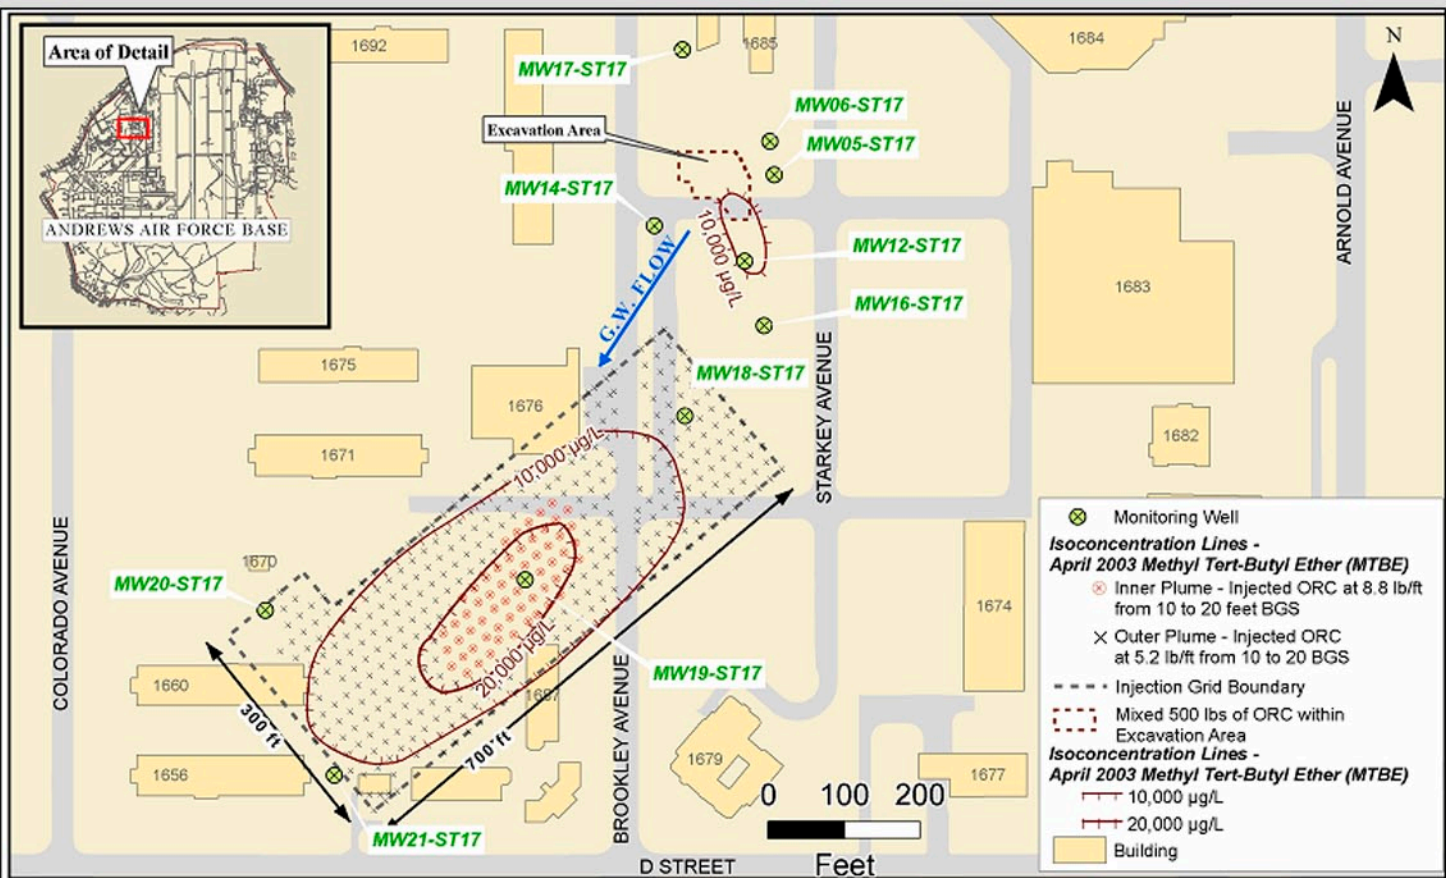 Area of Detail
ANDREWS AIR FORCE BASE
1692
1685
1684
N
MW17-ST17
MW06-ST17
Excavation Area
MW05-ST17
MW14-ST17
10,000 µg/L
MW12-ST17
G.W. FLOW
MW16-ST17
1683
ARNOLD AVENUE
1675
MW18-ST17
STARKEY AVENUE
1676
1671
10,000 µg/L
1682
COLORADO AVENUE
1670
MW20-ST17
20,000 µg/L
MW19-ST17
1674
1660
1687
BROOKLEY AVENUE
300 ft
700 ft
1656
1679
1677
MW21-ST17
D STREET
0 100 200
Feet
Monitoring Well
Isoconcentration Lines -
April 2003 Methyl Tert-Butyl Ether (MTBE)
Inner Plume - Injected ORC at 8.8 lb/ft
from 10 to 20 feet BGS
Outer Plume - Injected ORC
at 5.2 lb/ft from 10 to 20 BGS
Injection Grid Boundary
Mixed 500 lbs of ORC within
Excavation Area
Isoconcentration Lines -
April 2003 Methyl Tert-Butyl Ether (MTBE)
10,000 µg/L
20,000 µg/L
Building